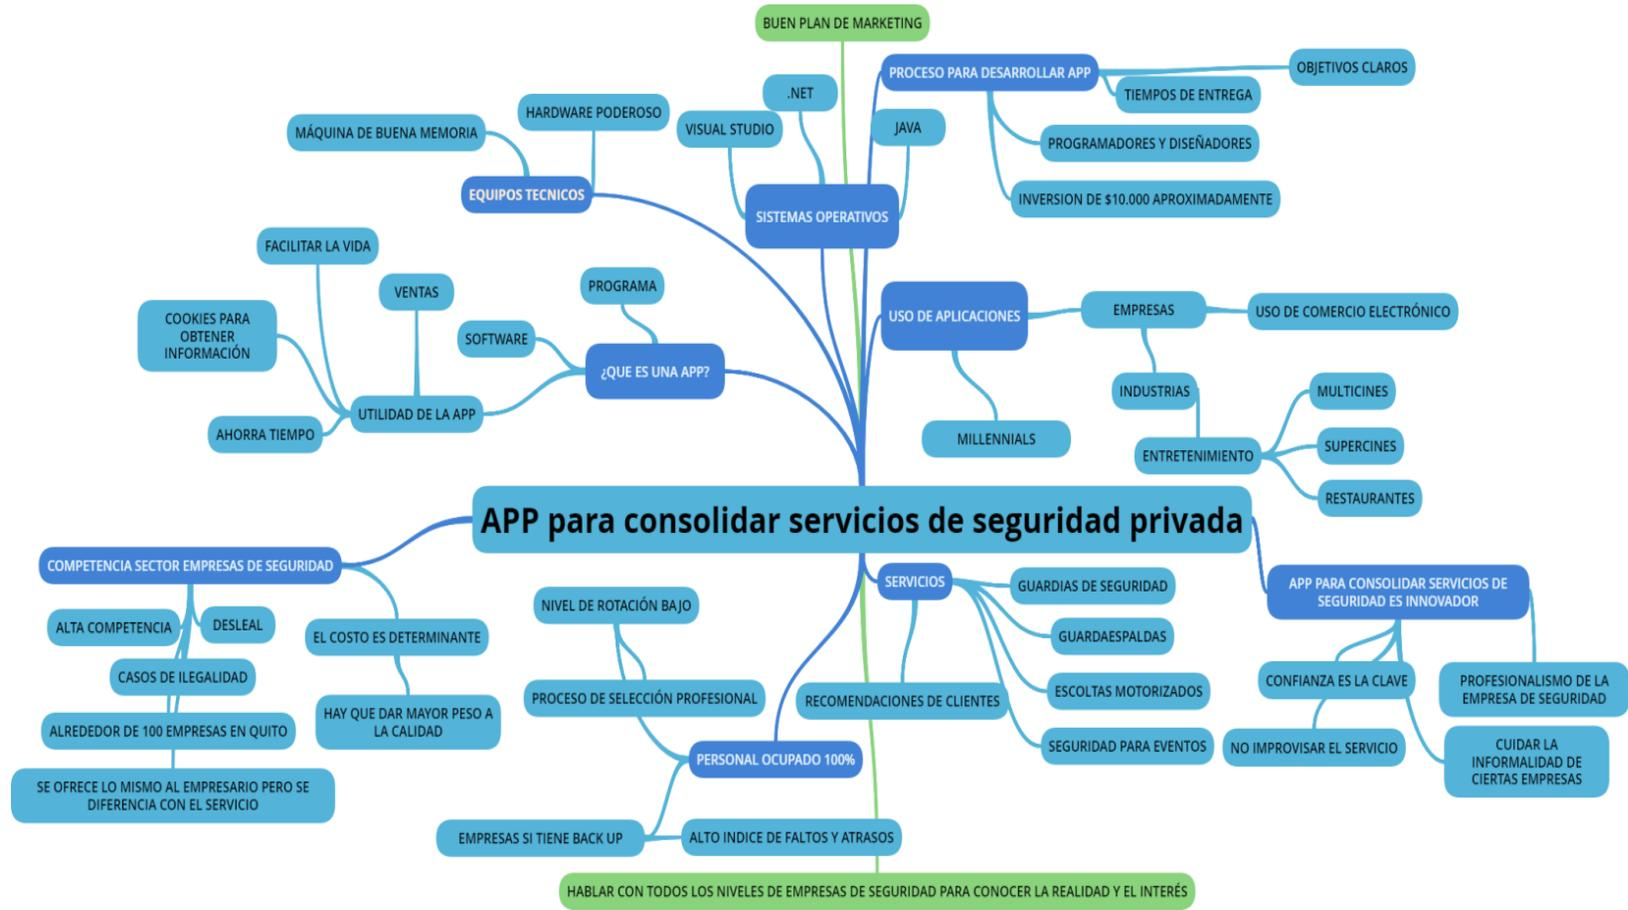 BUEN PLAN DE MARKETING
PROCESO PARA DESARROLLAR APP
OBJETIVOS CLAROS
TIEMPOS DE ENTREGA
PROGRAMADORES Y DISEÑADORES
INVERSION DE $10.000 APROXIMADAMENTE
.NET
VISUAL STUDIO
JAVA
SISTEMAS OPERATIVOS
HARDWARE PODEROSO
MÁQUINA DE BUENA MEMORIA
EQUIPOS TECNICOS
FACILITAR LA VIDA
VENTAS
COOKIES PARA
OBTENER
INFORMACIÓN
AHORRA TIEMPO
UTILIDAD DE LA APP
PROGRAMA
SOFTWARE
¿QUE ES UNA APP?
USO DE APLICACIONES
EMPRESAS
USO DE COMERCIO ELECTRÓNICO
INDUSTRIAS
MILLENNIALS
ENTRETENIMIENTO
MULTICINES
SUPERCINES
RESTAURANTES
APP para consolidar servicios de seguridad privada
COMPETENCIA SECTOR EMPRESAS DE SEGURIDAD
ALTA COMPETENCIA
DESLEAL
CASOS DE ILEGALIDAD
ALREDEDOR DE 100 EMPRESAS EN QUITO
SE OFRECE LO MISMO AL EMPRESARIO PERO SE
DIFERENCIA CON EL SERVICIO
EL COSTO ES DETERMINANTE
HAY QUE DAR MAYOR PESO A
LA CALIDAD
NIVEL DE ROTACIÓN BAJO
PROCESO DE SELECCIÓN PROFESIONAL
PERSONAL OCUPADO 100%
EMPRESAS SI TIENE BACK UP
ALTO INDICE DE FALTOS Y ATRASOS
SERVICIOS
GUARDIAS DE SEGURIDAD
GUARDAESPALDAS
ESCOLTAS MOTORIZADOS
SEGURIDAD PARA EVENTOS
RECOMENDACIONES DE CLIENTES
APP PARA CONSOLIDAR SERVICIOS DE
SEGURIDAD ES INNOVADOR
CONFIANZA ES LA CLAVE
NO IMPROVISAR EL SERVICIO
PROFESIONALISMO DE LA
EMPRESA DE SEGURIDAD
CUIDAR LA
INFORMALIDAD DE
CIERTAS EMPRESAS
HABLAR CON TODOS LOS NIVELES DE EMPRESAS DE SEGURIDAD PARA CONOCER LA REALIDAD Y EL INTERÉS